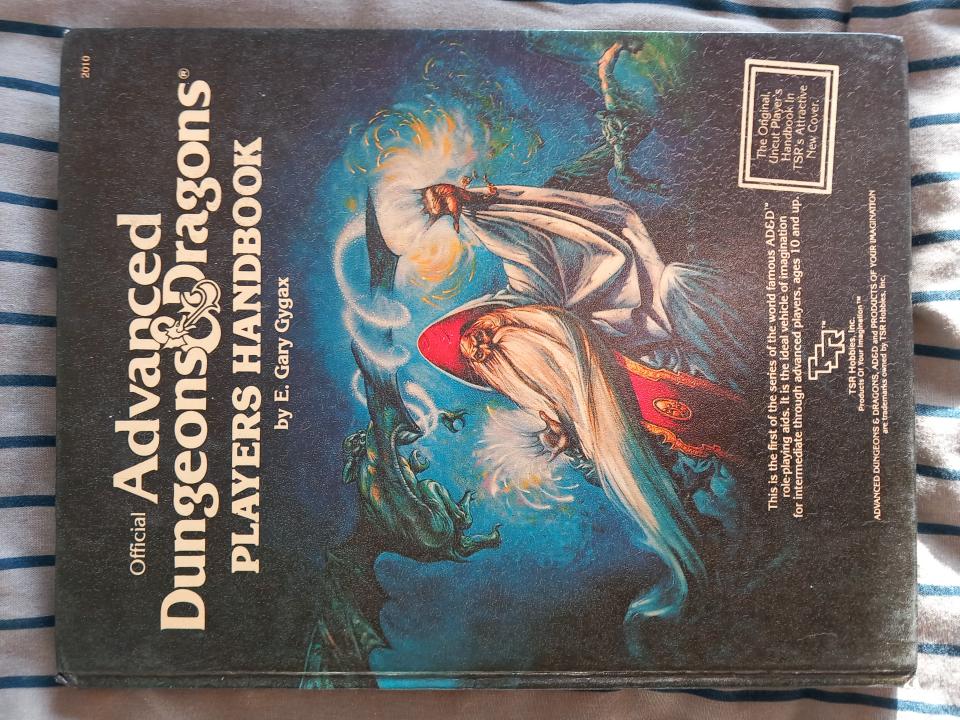 2010
Official Advanced
Dungeons & Dragons®
PLAYERS HANDBOOK
by E. Gary Gygax
The Original,
Uncut Player's
Handbook In
TSR's Attractive
New Cover.
This is the first of the series of the world famous AD&D™
role-playing aids. It is the ideal vehicle of imagination
for intermediate through advanced players, ages 10 and up.
TSR™
TSR Hobbies, Inc.
Products Of Your Imagination™
ADVANCED DUNGEONS & DRAGONS, AD&D and PRODUCTS OF YOUR IMAGINATION
are trademarks owned by TSR Hobbies, Inc.